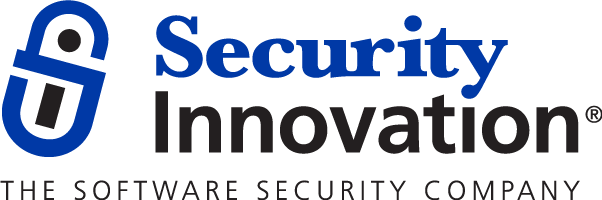 Security
Innovation®
THE SOFTWARE SECURITY COMPANY